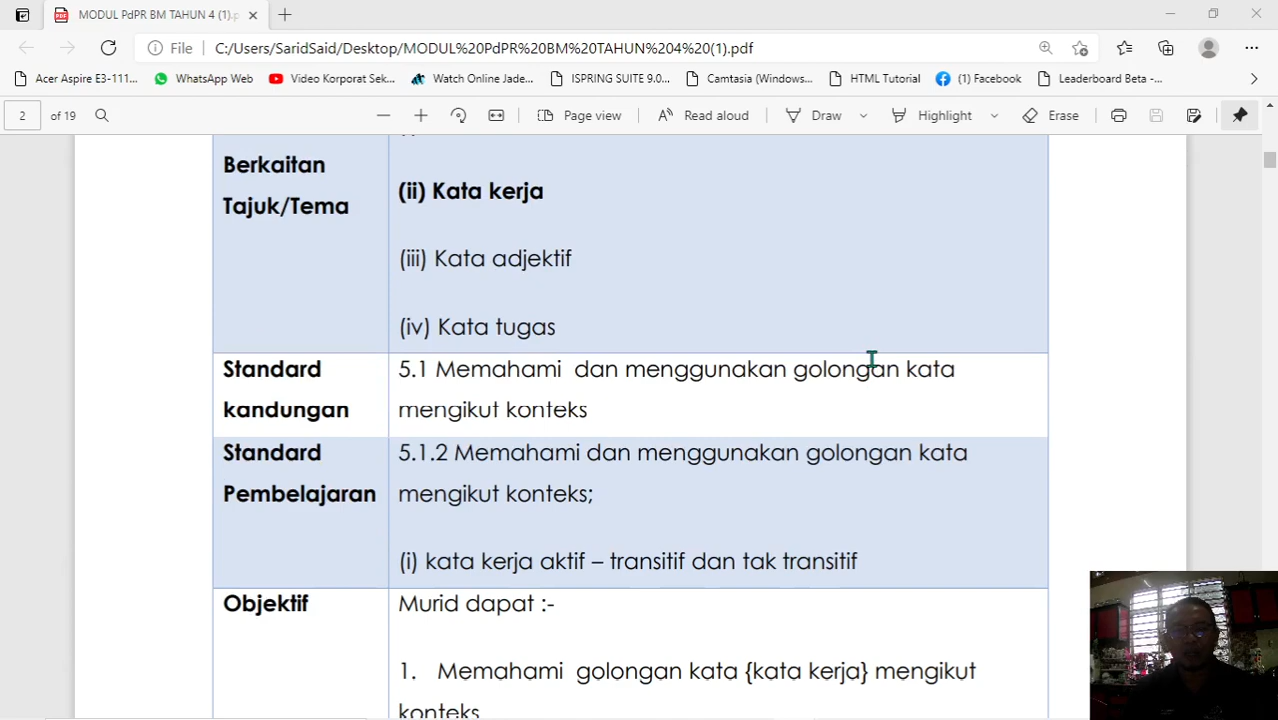 MODUL PdPR BM TAHUN 4 (1).p
File C:/Users/SaridSaid/Desktop/MODUL%20PdPR%20BM%20TAHUN%204%20(1).pdf
Acer Aspire E3-111... WhatsApp Web Video Korporat Sek... Watch Online Jade... ISPRING SUITE 9.0... Camtasia (Windows... HTML Tutorial (1) Facebook Leaderboard Beta -...
2 of 19 Page view Read aloud Draw Highlight Erase
Berkaitan
Tajuk/Tema
(ii) Kata kerja
(iii) Kata adjektif
(iv) Kata tugas
Standard
kandungan
5.1 Memahami dan menggunakan golongan kata
mengikut konteks
Standard
Pembelajaran
5.1.2 Memahami dan menggunakan golongan kata
mengikut konteks;
(i) kata kerja aktif – transitif dan tak transitif
Objektif
Murid dapat :-
1. Memahami golongan kata {kata kerja} mengikut
konteks